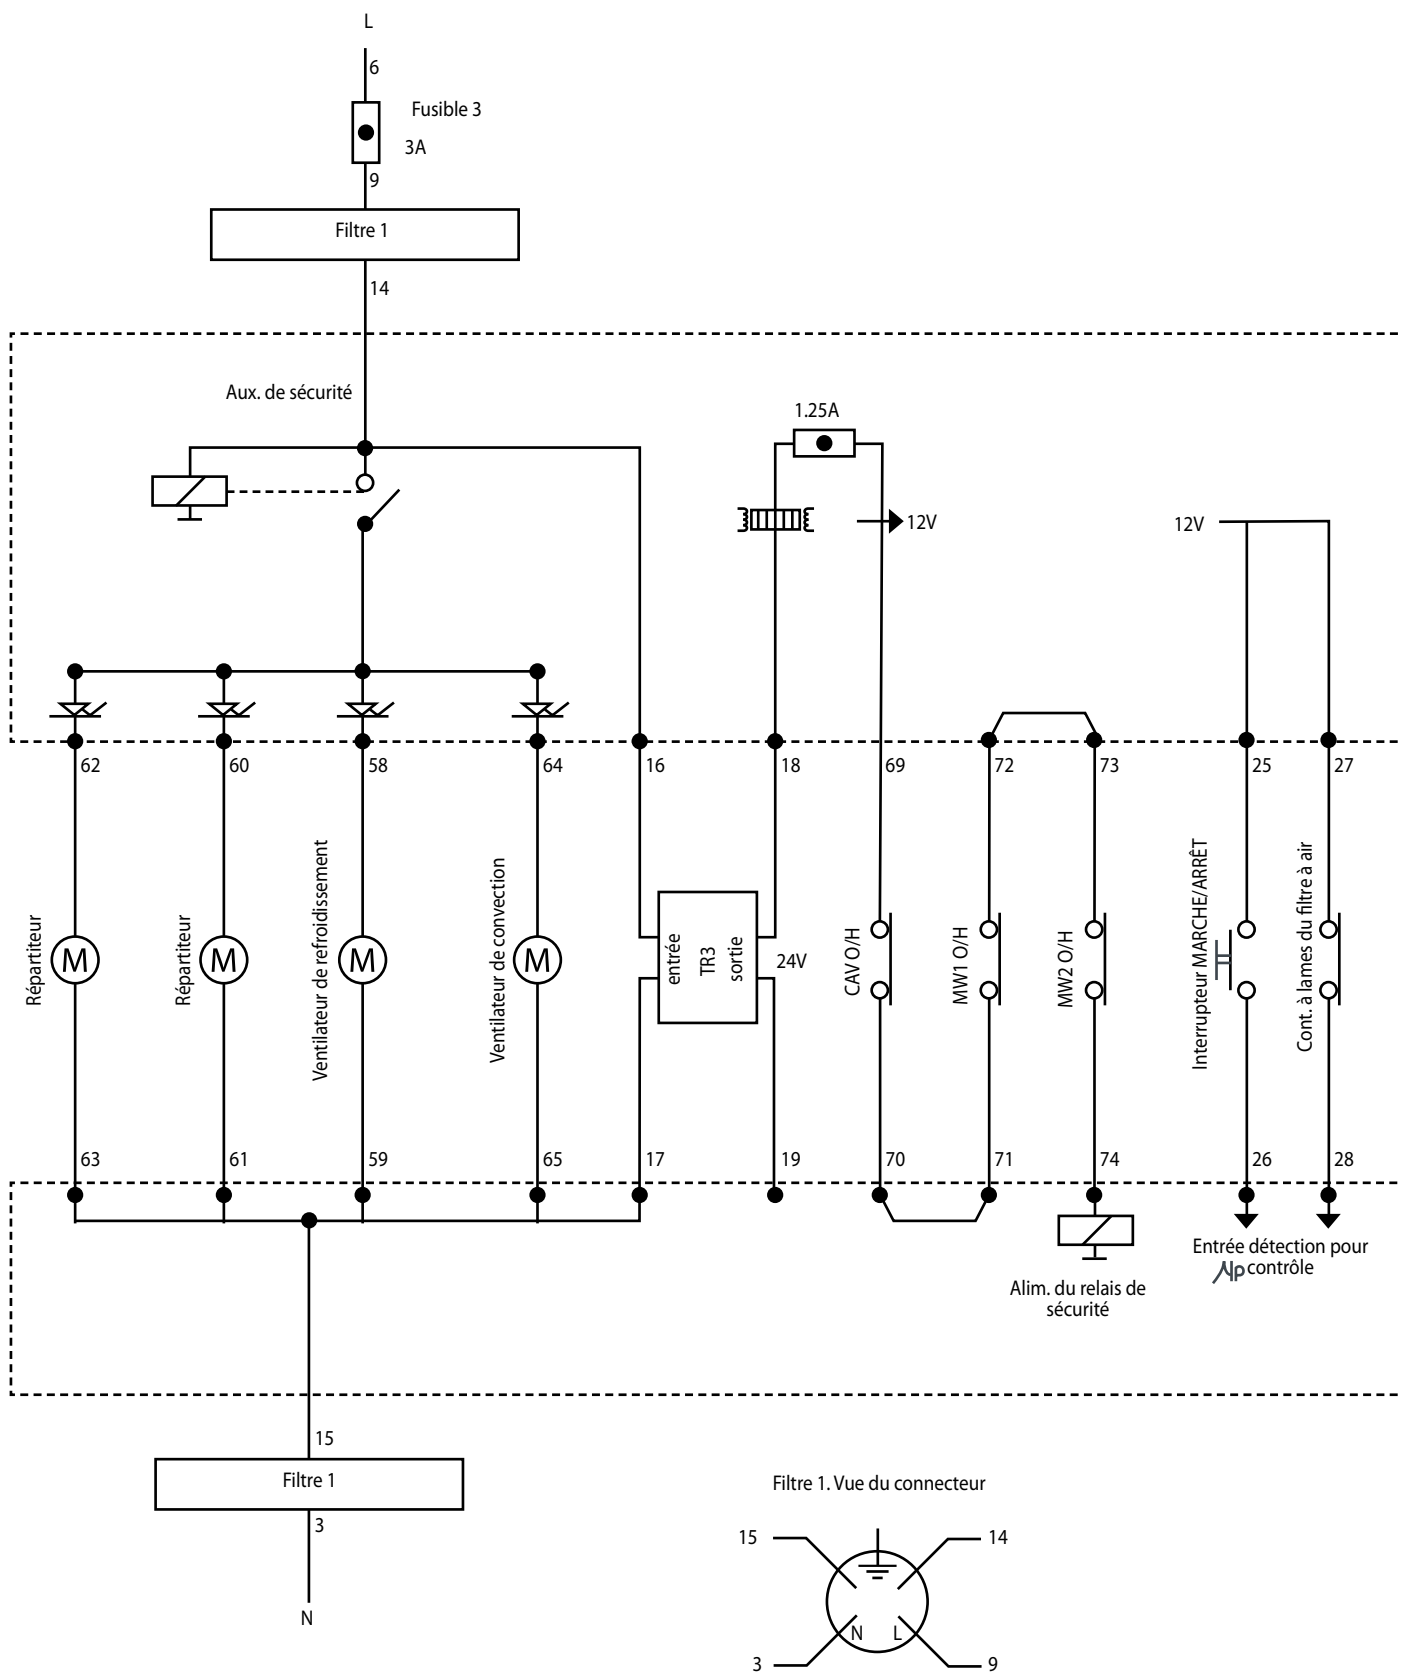 L
6
Fusible 3
3A
9
Filtre 1
14
Aux. de sécurité
1.25A
12V
12V
62
60
58
64
16
18
69
72
73
25
27
Répartiteur
M
Répartiteur
M
Ventilateur de refroidissement
M
Ventilateur de convection
M
entrée
TR3
sortie
24V
CAV O/H
MW1 O/H
MW2 O/H
Interrupteur MARCHE/ARRÊT
Cont. à lames du filtre à air
63
61
59
65
17
19
70
71
74
26
28
Entrée détection pour
µp contrôle
Alim. du relais de
sécurité
15
Filtre 1
3
N
Filtre 1. Vue du connecteur
15
14
N
L
3
9